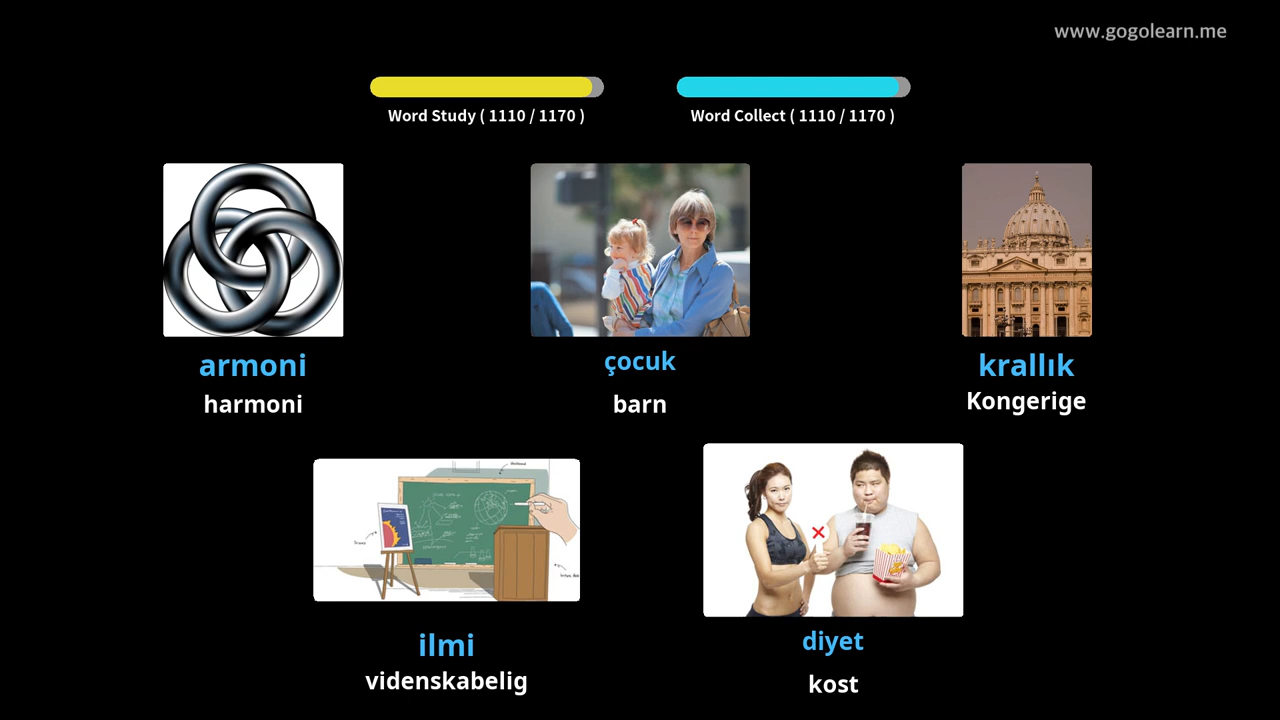 www.gogolearn.me
Word Study ( 1110 / 1170 )
Word Collect ( 1110 / 1170 )
armoni
harmoni
çocuk
barn
krallık
Kongerige
ilmi
videnskabelig
diyet
kost